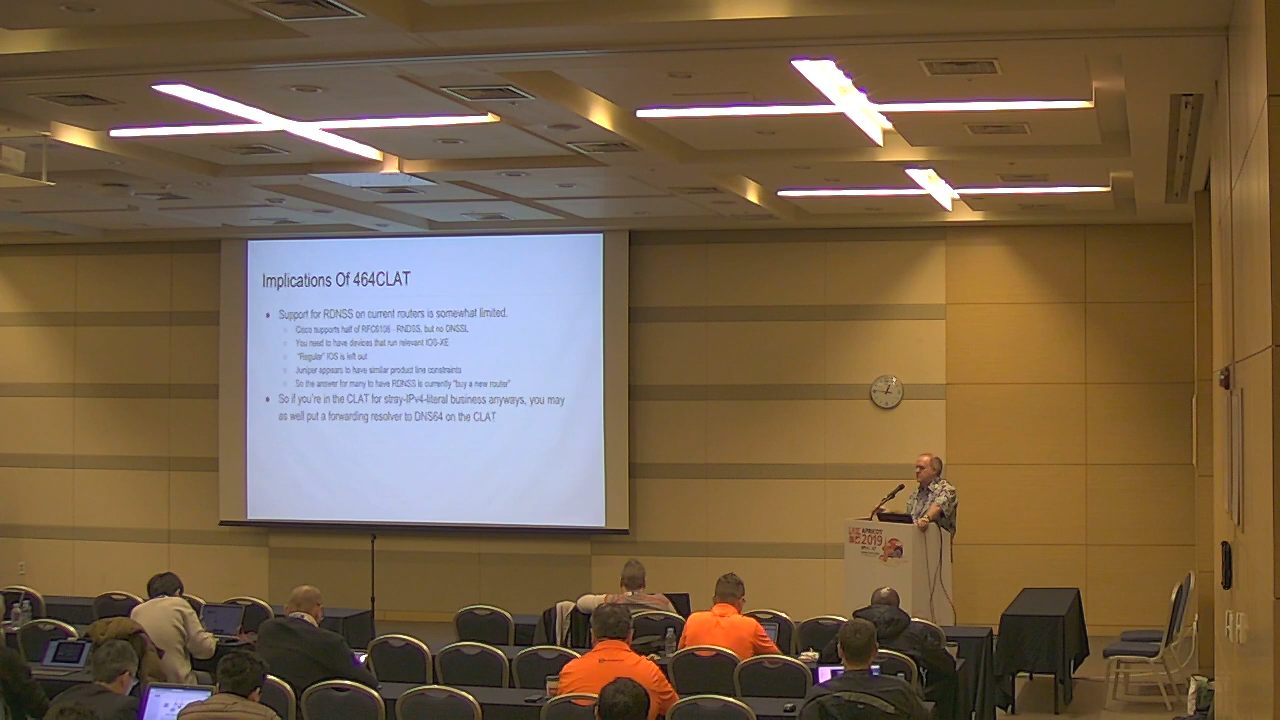 Implications Of 464CLAT
• Support for RDNSS on current routers is somewhat limited.
○ Cisco supports half of RFC6106 - RNDSS, but no DNSSL
○ You need to have devices that run relevant IOS-XE
○ "Regular" IOS is left out
○ Juniper appears to have similar product line constraints
○ So the answer for many to have RDNSS is currently "buy a new router"
• So if you're in the CLAT for stray-IPv4-literal business anyways, you may
as well put a forwarding resolver to DNS64 on the CLAT
APRICOT
2019